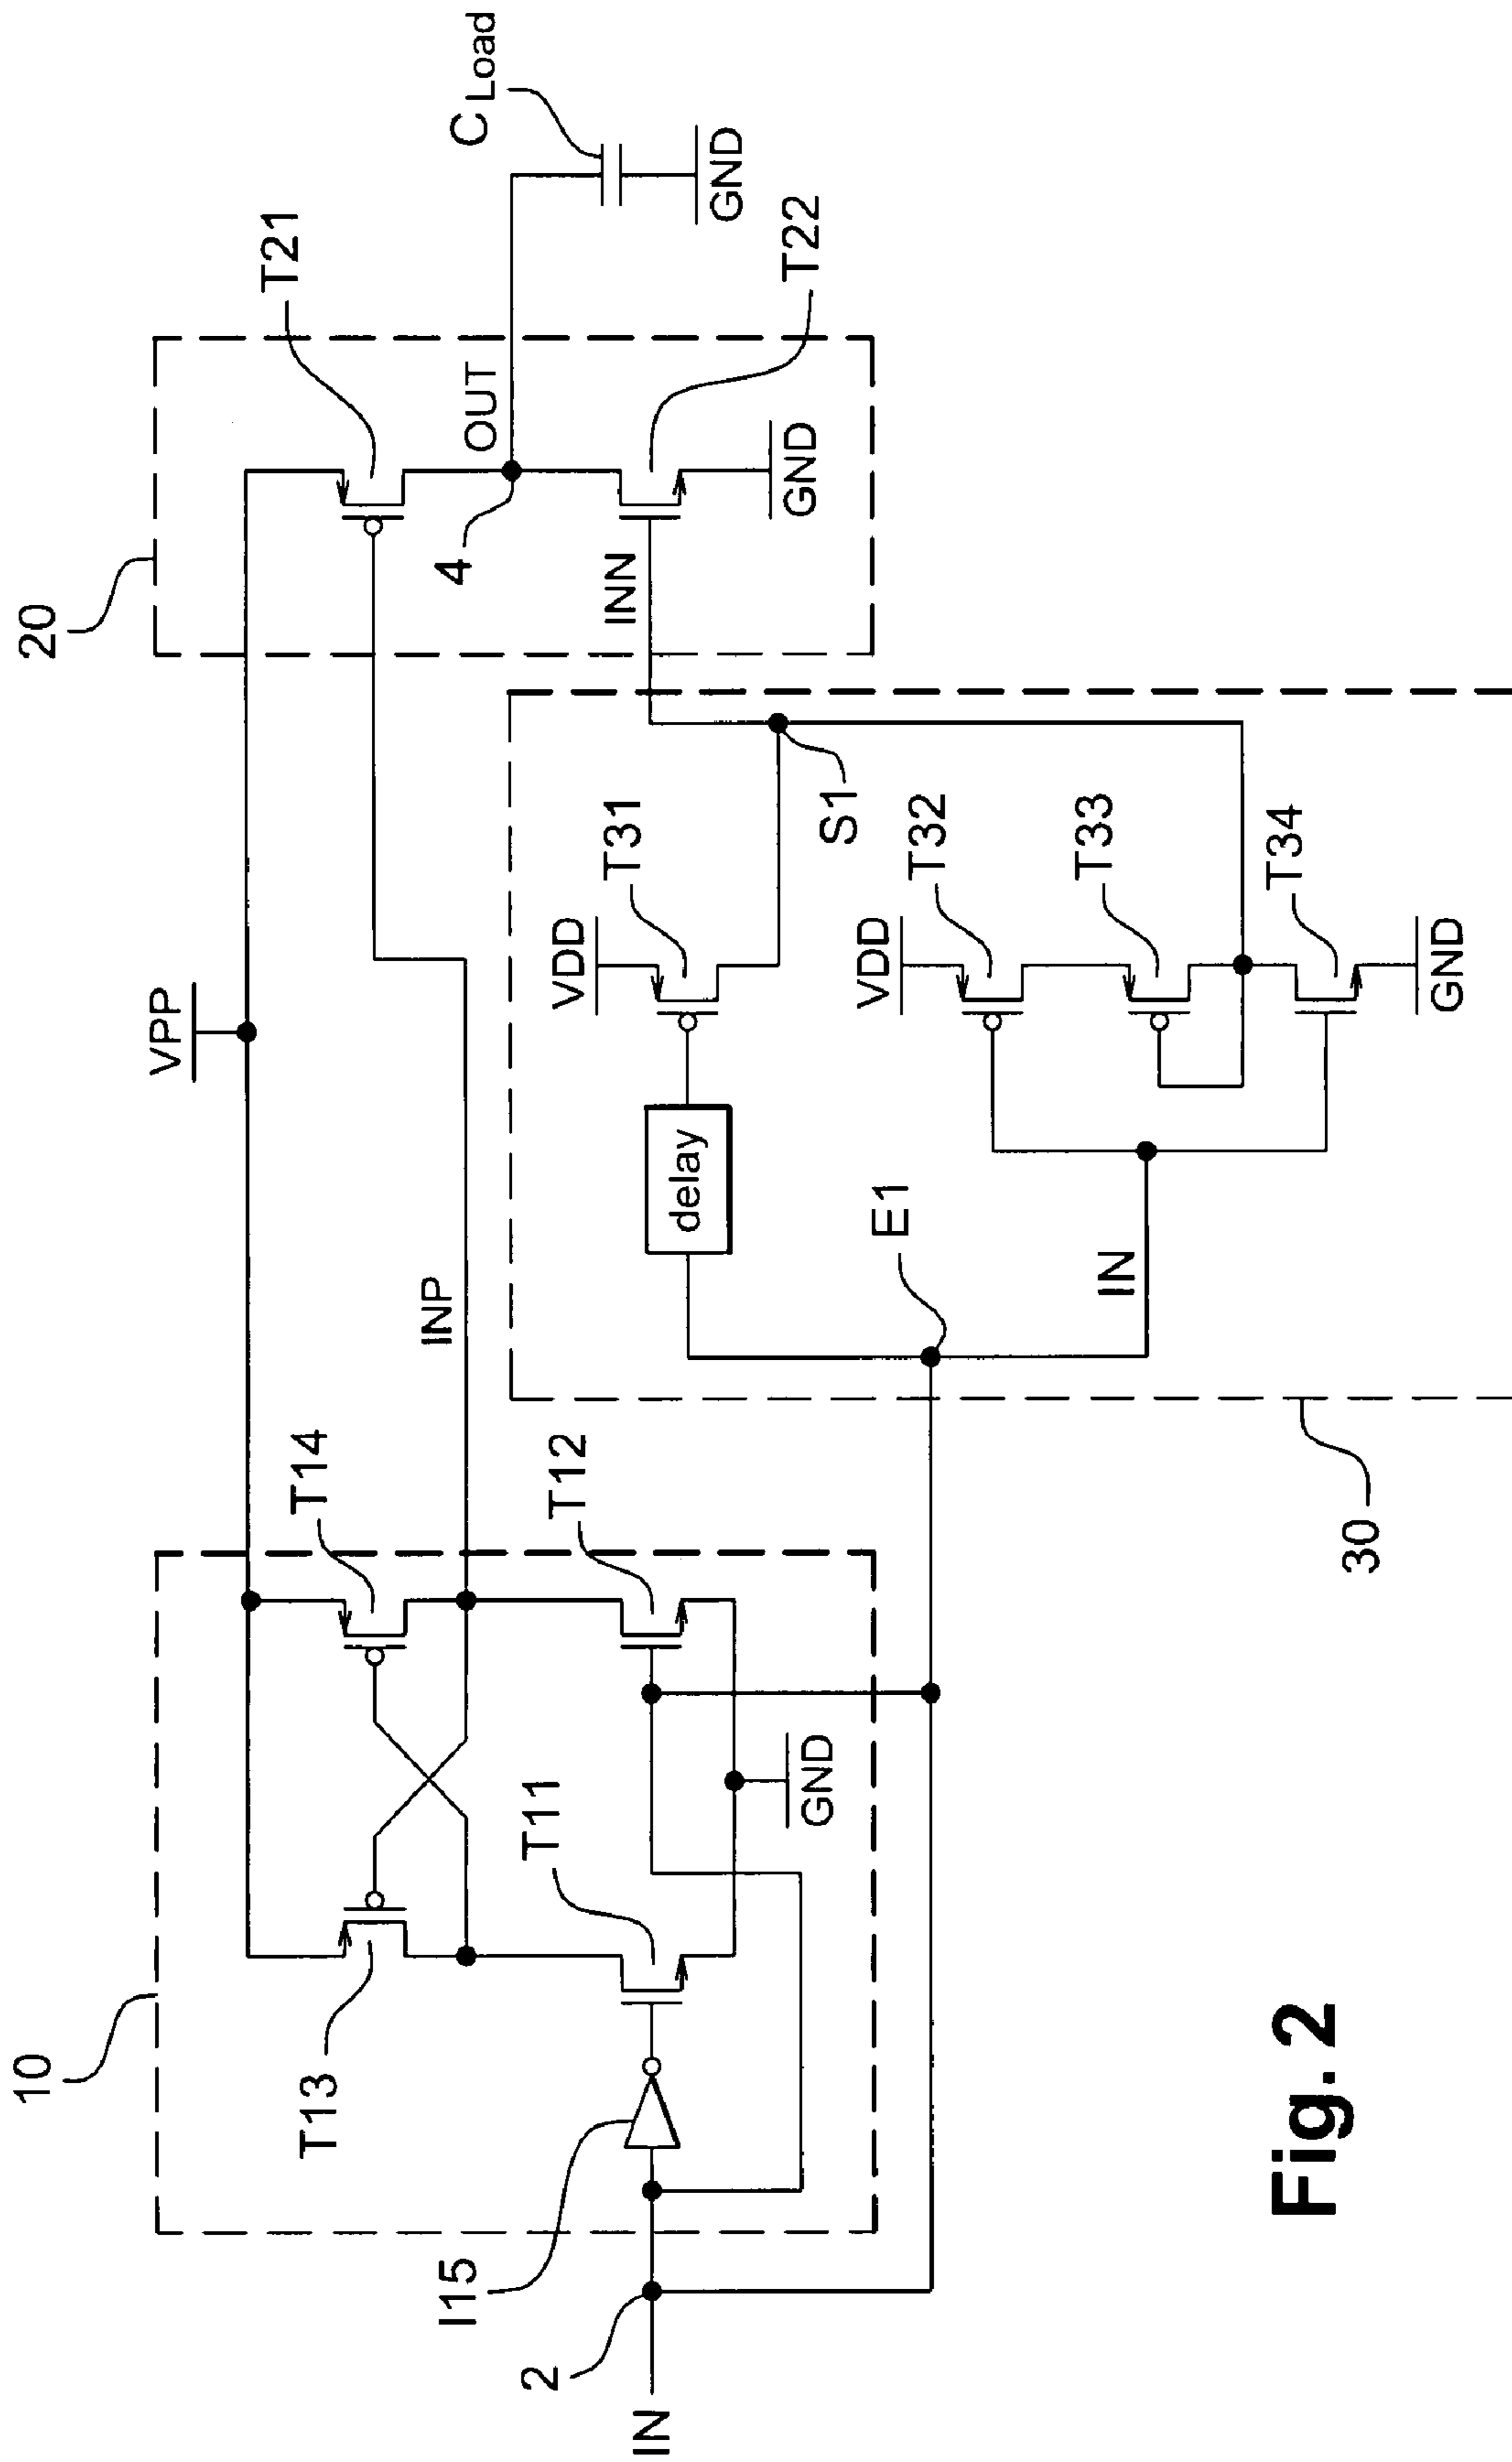 10
20
VPP
T13
T14
T21
INP
C Load
I15
T11
T12
OUT
4
GND
2
IN
GND
INN
T22
GND
VDD
T31
delay
S1
E1
IN
VDD
T32
T33
T34
GND
30
Fig. 2